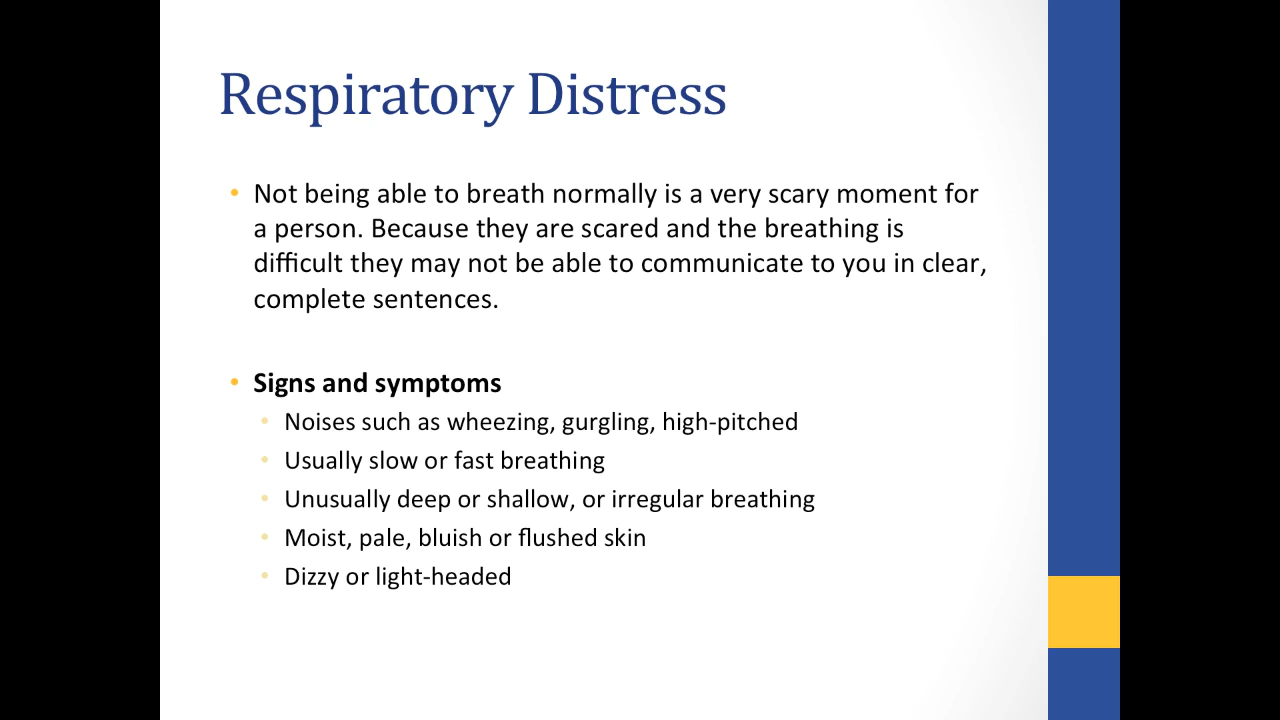 Respiratory Distress
• Not being able to breath normally is a very scary moment for
a person. Because they are scared and the breathing is
difficult they may not be able to communicate to you in clear,
complete sentences.
• Signs and symptoms
• Noises such as wheezing, gurgling, high-pitched
• Usually slow or fast breathing
• Unusually deep or shallow, or irregular breathing
• Moist, pale, bluish or flushed skin
• Dizzy or light-headed